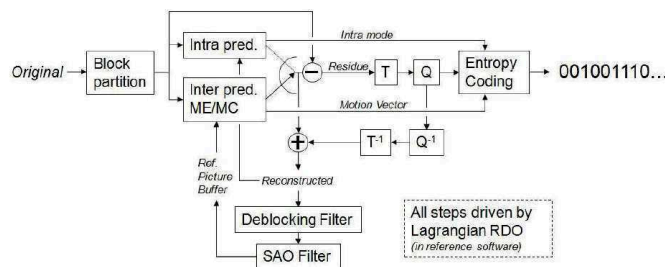 Original
Block
partition
Intra pred.
Inter pred.
ME/MC
Intra mode
Residue
T
Q
Entropy
Coding
001001110...
Motion Vector
T-1
Q-1
Ref.
Picture
Buffer
Reconstructed
Deblocking Filter
SAO Filter
All steps driven by
Lagrangian RDO
(in reference software)